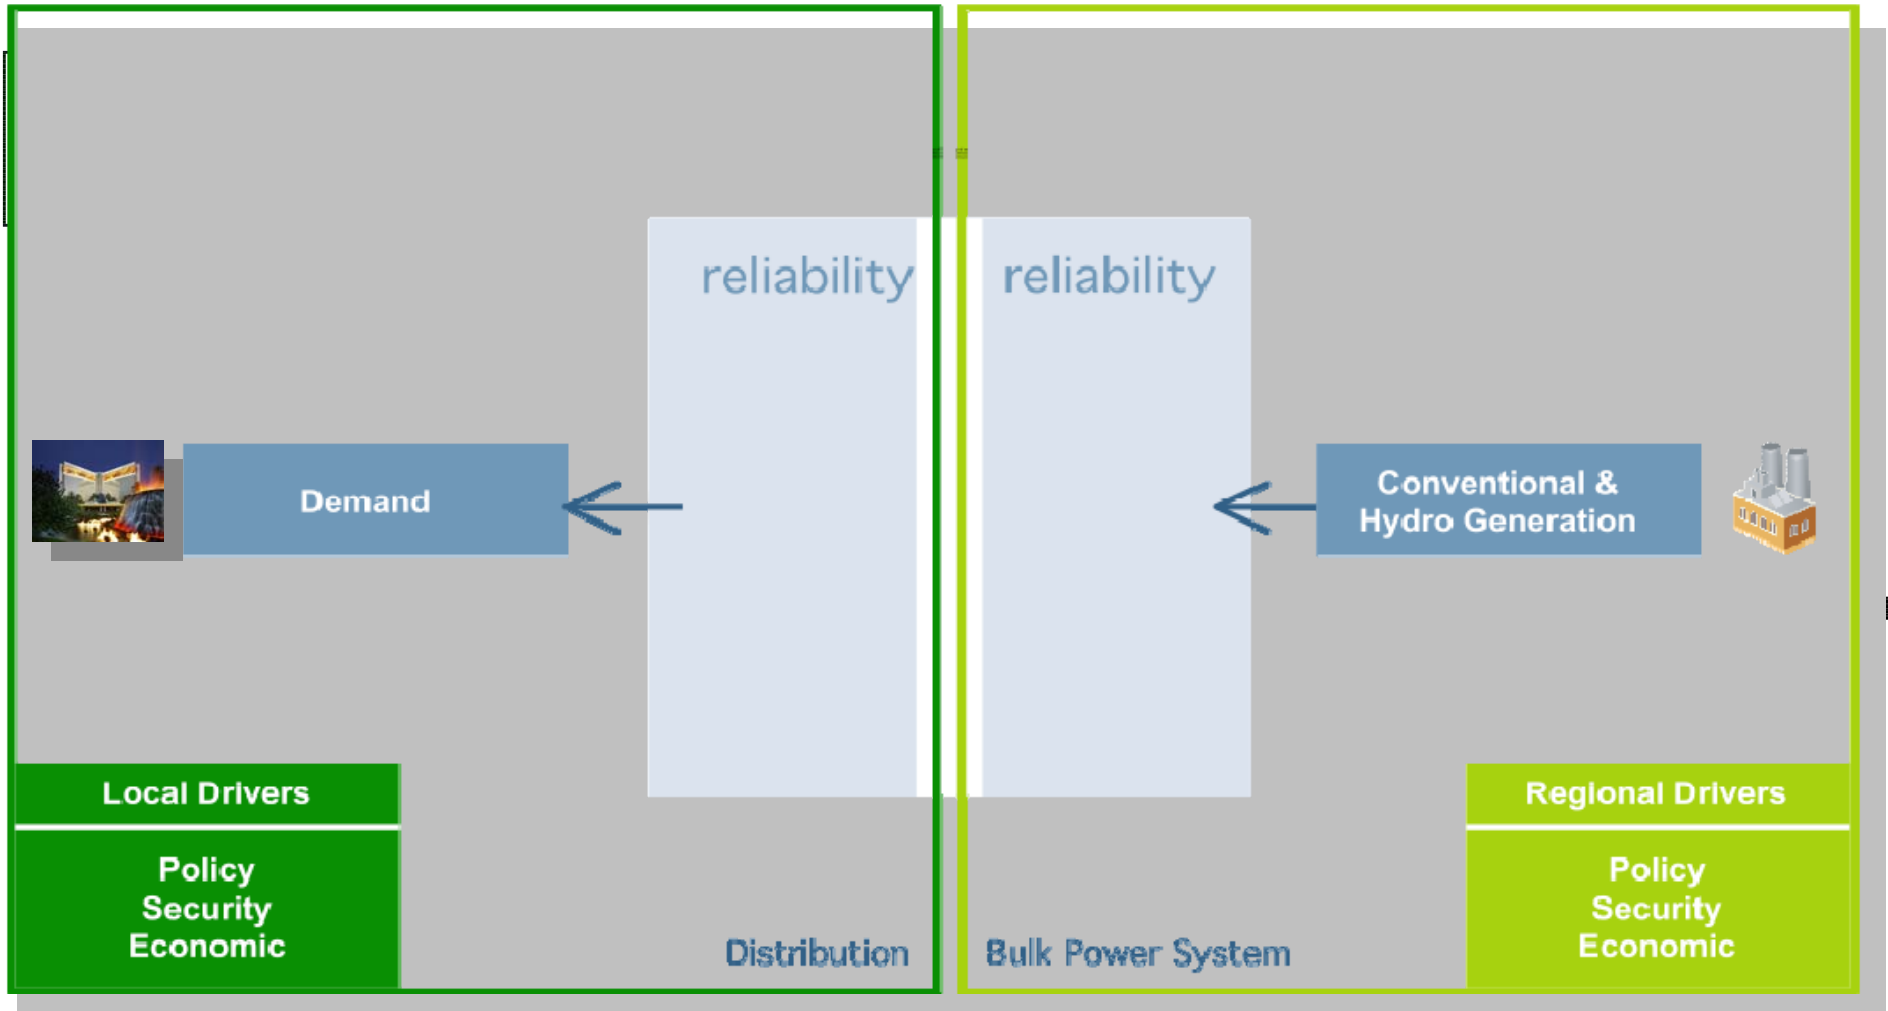 reliability
reliability
Demand
Conventional &
Hydro Generation
Local Drivers
Policy
Security
Economic
Regional Drivers
Policy
Security
Economic
Distribution
Bulk Power System